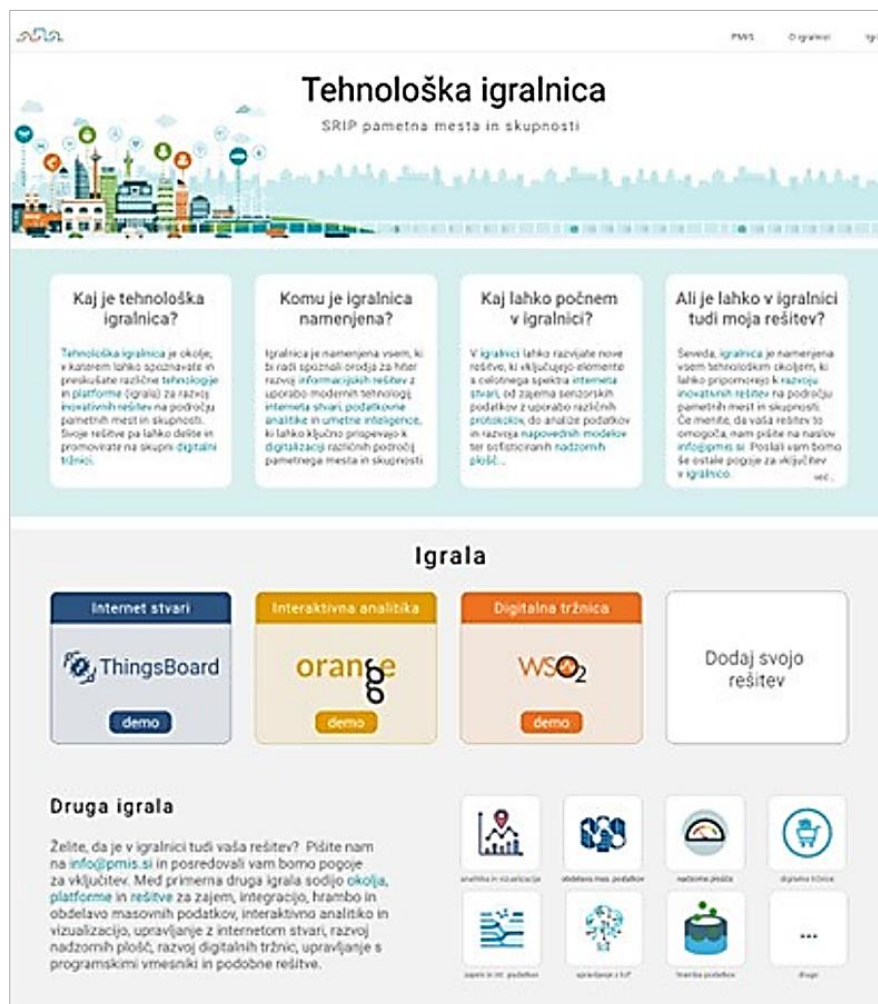 PMIS
O igralnici
Tehnološka igralnica
SRIP pametna mesta in skupnosti
Kaj je tehnološka
igralnica?
Tehnološka igralnica je okolje,
v katerem lahko spoznavate in
preskušate različne tehnologije
in platforme (igrala) za razvoj
inovativnih rešitev na področju
pametnih mest in skupnosti.
Svoje rešitve pa lahko delite in
promovirate na skupni digitalni
tržnici.
Komu je igralnica
namenjena?
Igralnica je namenjena vsem, ki
bi radi spoznali orodja za hiter
razvoj informacijskih rešitev z
uporabo modernih tehnologij
interneta stvari, podatkovne
analitike in umetne inteligence,
ki lahko ključno prispevajo k
digitalizaciji različnih področij
pametnega mesta in skupnosti
Kaj lahko počnem
v igralnici?
V igralnici lahko razvijate nove
rešitve, ki vključujejo elemente
s celotnega spektra interneta
stvari, od zajema senzorskih
podatkov z uporabo različnih
protokolov, do analize podatkov
in razvoja napovednih modelov
ter sofisticiranih nadzornih
plošč...
Ali je lahko v igralnici
tudi moja rešitev?
Seveda, igralnica je namenjena
vsem tehnološkim okoljem, ki
lahko pripomorejo k razvoju
inovativnih rešitev na področju
pametnih mest in skupnosti.
Če menite, da vaša rešitev to
omogoča, nam pišite na naslov
info@pmis.si. Poslali vam bomo
še ostale pogoje za vključitev
v igralnico.
več...
Igrala
Internet stvari
ThingsBoard
demo
Interaktivna analitika
orange
demo
Digitalna tržnica
WSO2
demo
Dodaj svojo
rešitev
Druga igrala
Želite, da je v igralnici tudi vaša rešitev? Pišite nam
na info@pmis.si in posredovali vam bomo pogoje
za vključitev. Med primerna druga igrala sodijo okolja,
platforme in rešitve za zajem, integracijo, hrambo in
obdelavo masovnih podatkov, interaktivno analitiko in
vizualizacijo, upravljanje z internetom stvari, razvoj
nadzornih plošč, razvoj digitalnih tržnic, upravljanje s
programskimi vmesniki in podobne rešitve.
analitika in vizualizacija
obdelava mas. podatkov
nadzorna plošča
digitalne tržnice
zajem in int. podatkov
upravljanje z IoT
hramba podatkov
...
drugo